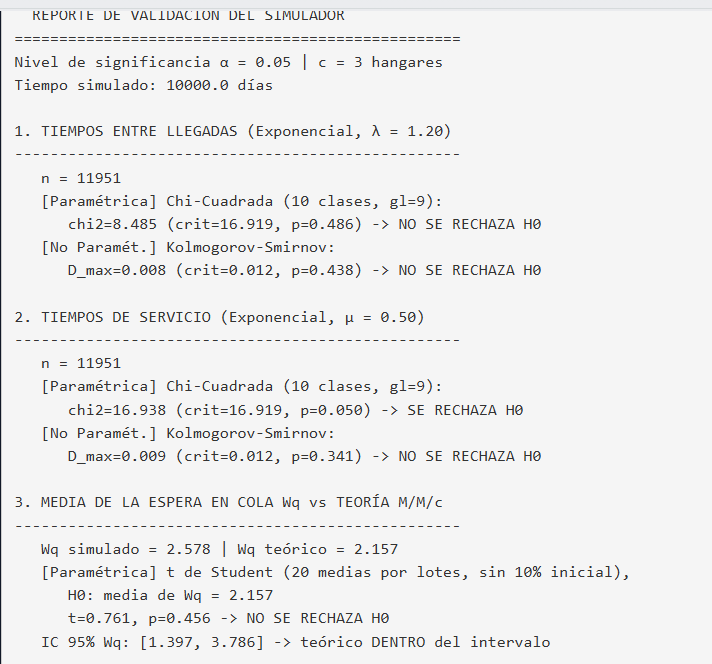 REPORTE DE VALIDACION DEL SIMULADOR
==================================================
Nivel de significancia α = 0.05 | c = 3 hangares
Tiempo simulado: 10000.0 días
1. TIEMPOS ENTRE LLEGADAS (Exponencial, λ = 1.20)
--------------------------------------------------
n = 11951
[Paramétrica] Chi-Cuadrada (10 clases, gl=9):
chi2=8.485 (crit=16.919, p=0.486) -> NO SE RECHAZA H0
[No Paramét.] Kolmogorov-Smirnov:
D_max=0.008 (crit=0.012, p=0.438) -> NO SE RECHAZA H0
2. TIEMPOS DE SERVICIO (Exponencial, μ = 0.50)
--------------------------------------------------
n = 11951
[Paramétrica] Chi-Cuadrada (10 clases, gl=9):
chi2=16.938 (crit=16.919, p=0.050) -> SE RECHAZA H0
[No Paramét.] Kolmogorov-Smirnov:
D_max=0.009 (crit=0.012, p=0.341) -> NO SE RECHAZA H0
3. MEDIA DE LA ESPERA EN COLA Wq vs TEORÍA M/M/c
--------------------------------------------------
Wq simulado = 2.578 | Wq teórico = 2.157
[Paramétrica] t de Student (20 medias por lotes, sin 10% inicial),
H0: media de Wq = 2.157
t=0.761, p=0.456 -> NO SE RECHAZA H0
IC 95% Wq: [1.397, 3.786] -> teórico DENTRO del intervalo